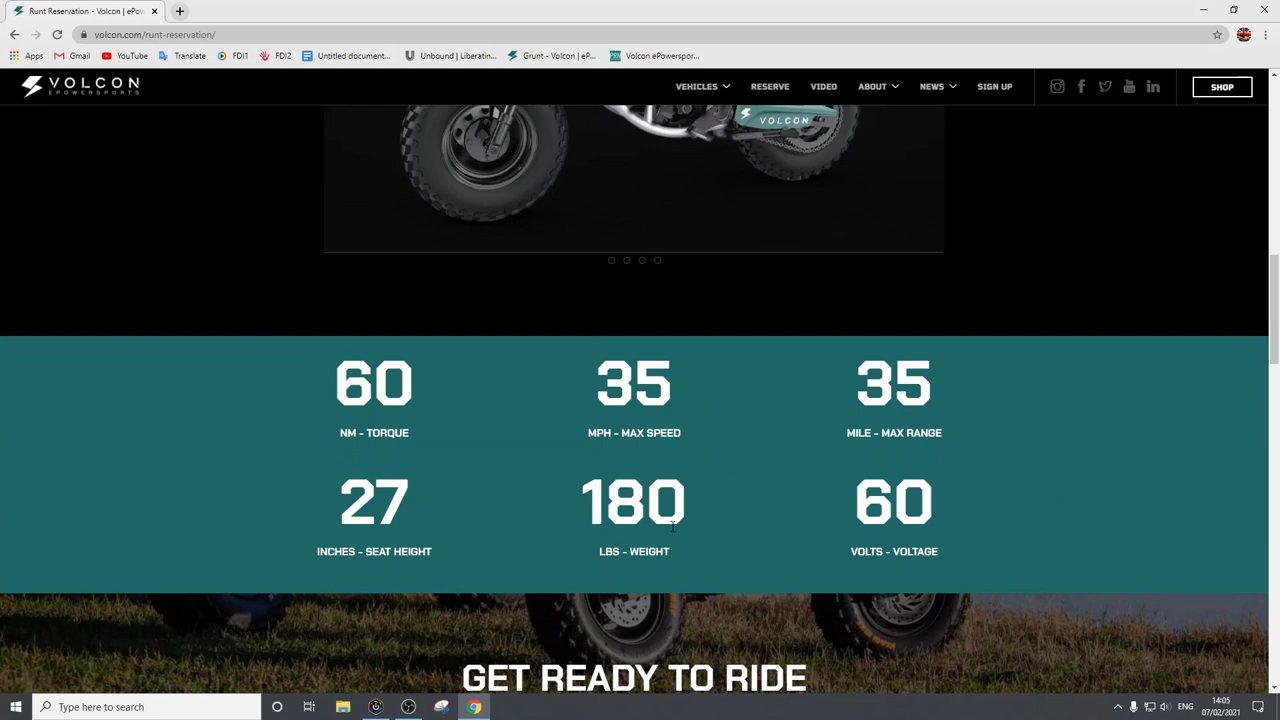 Runt Reservation - Volcon | ePow
volcon.com/runt-reservation/
Apps Gmail YouTube Translate FDI1 FDI2 Untitled document... Unbound | Liberatin... Grunt - Volcon | eP... Volcon ePowerspor...
VOLCON
EPOWERSPORTS
VEHICLES RESERVE VIDEO ABOUT NEWS SIGN UP SHOP
VOLCON
60 35 35
NM - TORQUE MPH - MAX SPEED MILE - MAX RANGE
27 180 60
INCHES - SEAT HEIGHT LBS - WEIGHT VOLTS - VOLTAGE
GET READY TO RIDE
Type here to search
ENG
14:05
07/02/2021